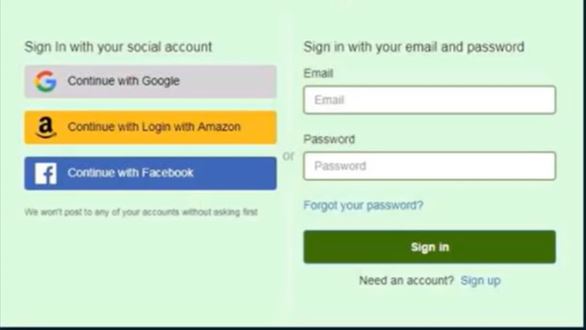 Sign In with your social account
Continue with Google
Continue with Login with Amazon
Continue with Facebook
We won't post to any of your accounts without asking first
or
Sign in with your email and password
Email
Email
Password
Password
Forgot your password?
Sign in
Need an account? Sign up